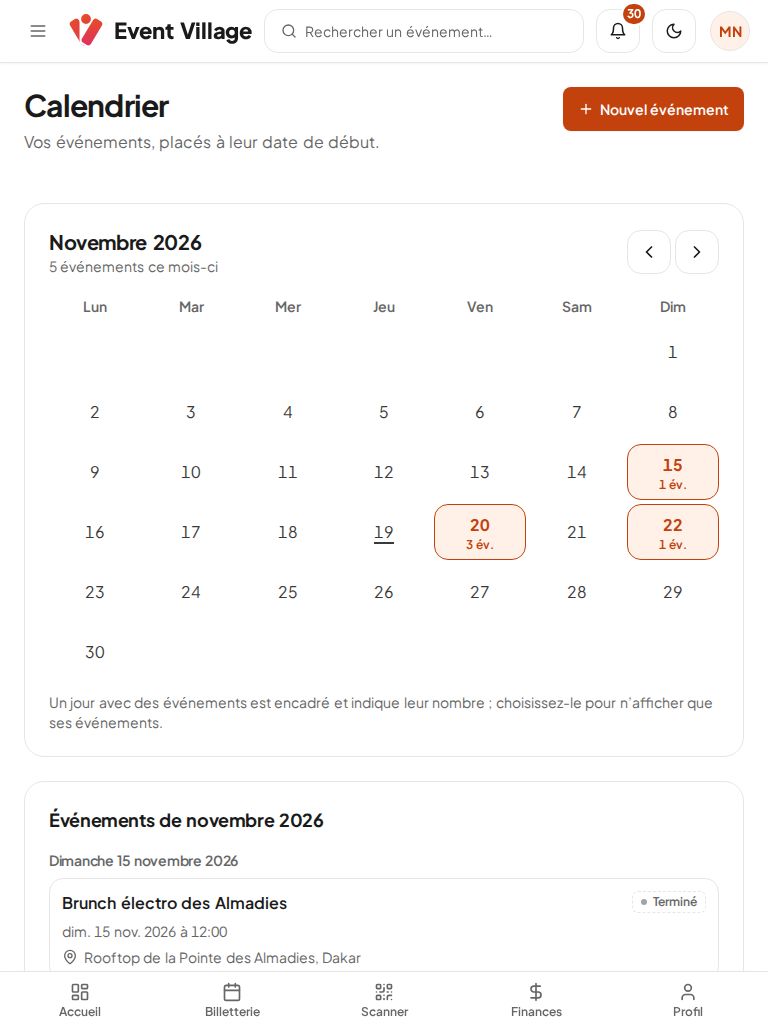 Event Village
Rechercher un événement...
30
MN
Calendrier
Vos événements, placés à leur date de début.
Nouvel événement
Novembre 2026
5 événements ce mois-ci
Lun Mar Mer Jeu Ven Sam Dim
1
2 3 4 5 6 7 8
9 10 11 12 13 14 15
1 év.
16 17 18 19 20 21 22
3 év. 1 év.
23 24 25 26 27 28 29
30
Un jour avec des événements est encadré et indique leur nombre ; choisissez-le pour n’afficher que
ses événements.
Événements de novembre 2026
Dimanche 15 novembre 2026
Brunch électro des Almadies
Terminé
dim. 15 nov. 2026 à 12:00
Rooftop de la Pointe des Almadies, Dakar
Accueil Billetterie Scanner Finances Profil